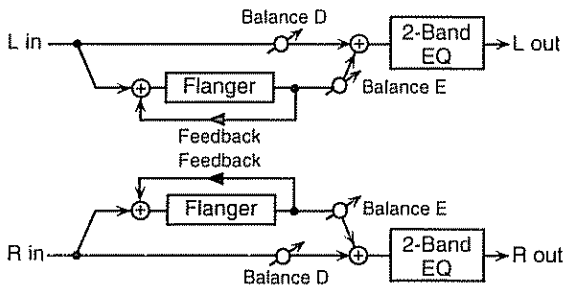 Balance D
L in
2-Band
EQ
L out
Flanger
Balance E
Feedback
Feedback
Flanger
Balance E
R in
2-Band
EQ
R out
Balance D